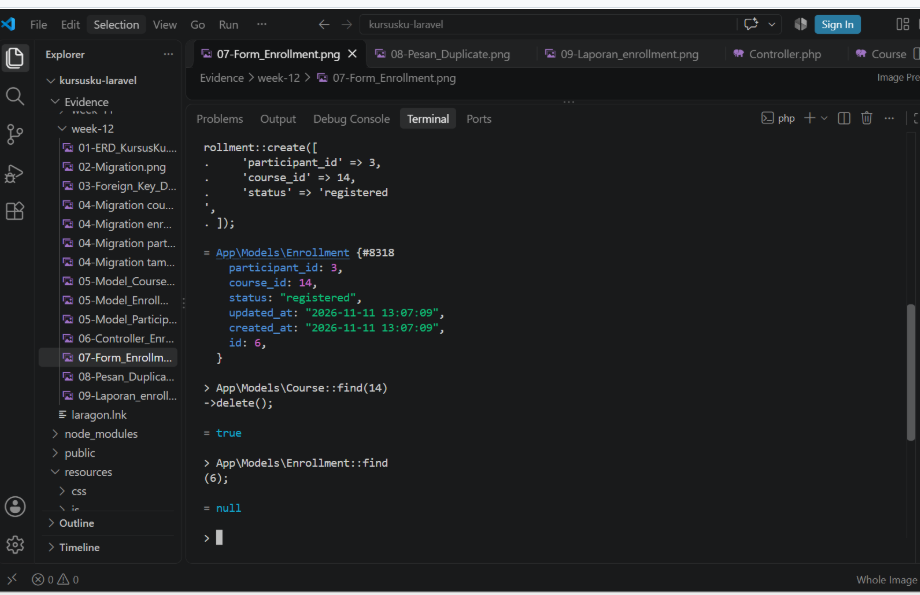 File Edit Selection View Go Run ··· ← → kursusku-laravel Sign In
Explorer ···
07-Form_Enrollment.png × 08-Pesan_Duplicate.png 09-Laporan_enrollment.png Controller.php Course
Evidence > week-12 > 07-Form_Enrollment.png
Image Pre
kursusku-laravel
Evidence
week-12
01-ERD_KursusKu....
02-Migration.png
03-Foreign_Key_D...
04-Migration cou...
04-Migration enr...
04-Migration part...
04-Migration tam...
05-Model_Course...
05-Model_Enroll...
05-Model_Particip...
06-Controller_Enr...
07-Form_Enrollm...
08-Pesan_Duplica...
09-Laporan_enroll...
laragon.lnk
node_modules
public
resources
css
Outline
Timeline
Problems Output Debug Console Terminal Ports
php
rollment::create([
.     'participant_id' => 3,
.     'course_id' => 14,
.     'status' => 'registered
',
. ]);
= App\Models\Enrollment {#8318
participant_id: 3,
course_id: 14,
status: "registered",
updated_at: "2026-11-11 13:07:09",
created_at: "2026-11-11 13:07:09",
id: 6,
}
> App\Models\Course::find(14)
->delete();
= true
> App\Models\Enrollment::find
(6);
= null
>
0 0
Whole Image